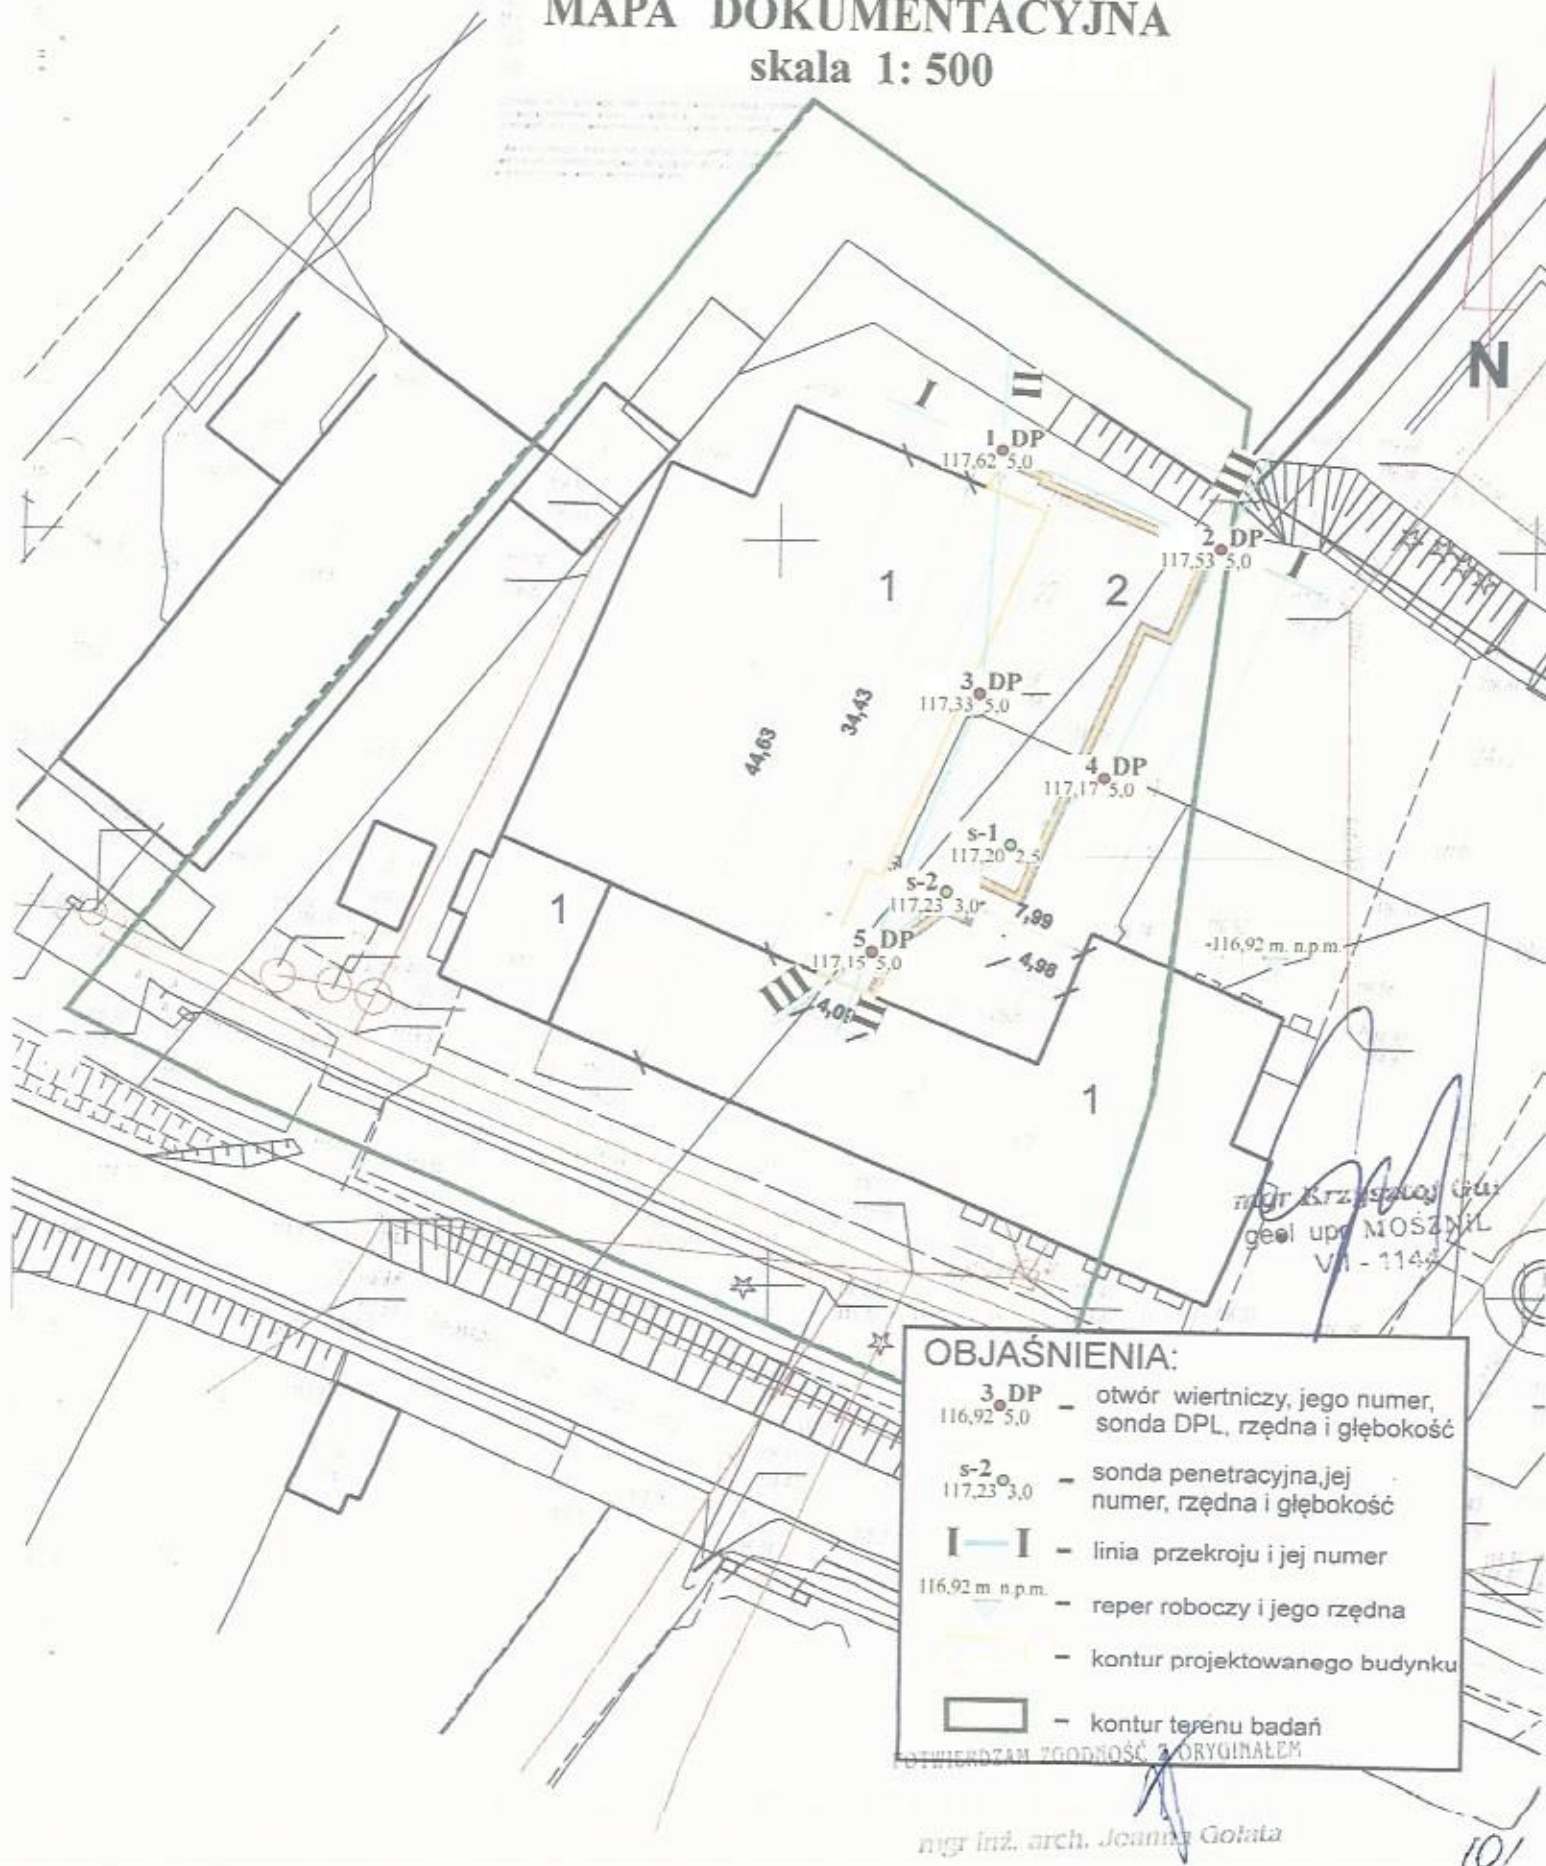 MAPA DOKUMENTACYJNA
skala 1: 500
N
I
II
1 DP
117,62 5,0
III
2 DP
117,53 5,0
I
1
2
3 DP
117,33 5,0
34,43
44,63
4 DP
117,17 5,0
s-1
117,20 2,5
s-2
117,23 3,0
7,99
1
5 DP
117,15 5,0
4,98
-116,92 m. n.p.m.
III
II
1
mgr
geol upr MOSZNiL
OBJAŚNIENIA:
3 DP
116,92 5,0
- otwór wiertniczy, jego numer,
sonda DPL, rzędna i głębokość
s-2
117,23 3,0
- sonda penetracyjna,jej
numer, rzędna i głębokość
I — I - linia przekroju i jej numer
116,92 m n.p.m. - reper roboczy i jego rzędna
- kontur projektowanego budynku
- kontur terenu badań
POTWIERDZAM ZGODNOŚĆ Z ORYGINAŁEM
mgr inż. arch. Joanna Gołata
101